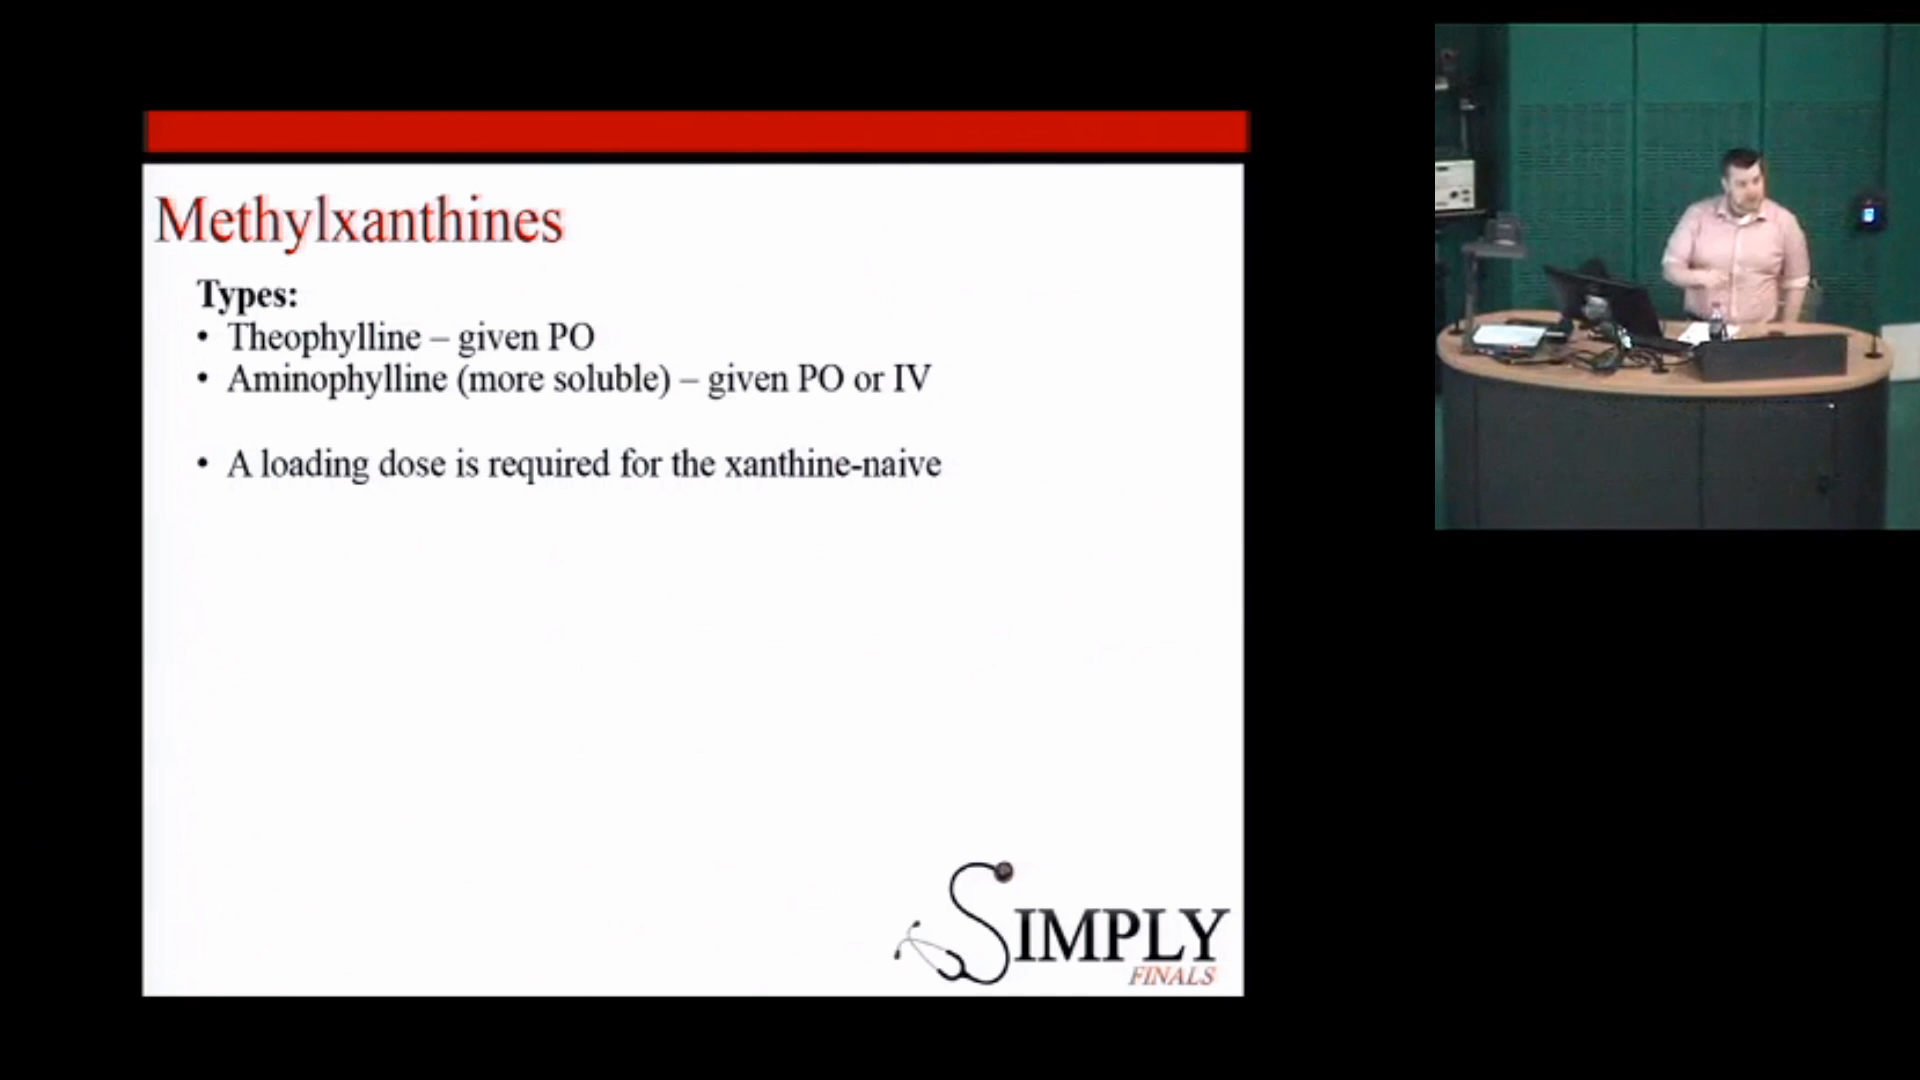 Methylxanthines
Types:
• Theophylline – given PO
• Aminophylline (more soluble) – given PO or IV
• A loading dose is required for the xanthine-naive
SIMPLY
FINALS